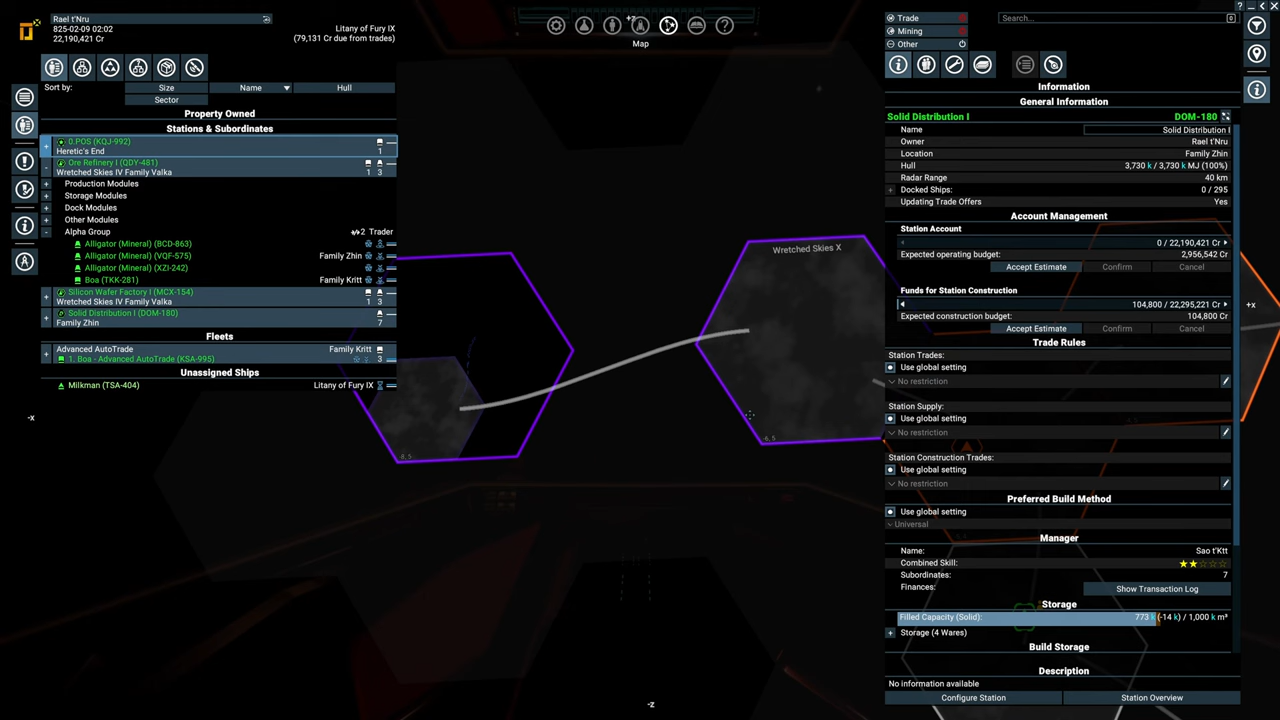 Rael t'Nru
825-02-09 02:02
22,190,421 Cr
Litany of Fury IX
(79,131 Cr due from trades)
Sort by:
Size
Name
Hull
Sector
Property Owned
Stations & Subordinates
0.POS (KQJ-992)
Heretic's End
1
Ore Refinery I (QDY-481)
Wretched Skies IV Family Valka
1 3
Production Modules
Storage Modules
Dock Modules
Other Modules
Alpha Group
2 Trader
Alligator (Mineral) (BCD-863)
Alligator (Mineral) (VQF-575)
Family Zhin
Alligator (Mineral) (XZI-242)
Boa (TKK-281)
Family Kritt
Silicon Wafer Factory I (MCX-154)
Wretched Skies IV Family Valka
1 3
Solid Distribution I (DOM-180)
Family Zhin
7
Fleets
Advanced AutoTrade
Family Kritt
1. Boa - Advanced AutoTrade (KSA-995)
3
Unassigned Ships
Milkman (TSA-404)
Litany of Fury IX
Map
Wretched Skies X
-x
+x
-z
Trade
Mining
Other
Search...
Information
General Information
Solid Distribution I
DOM-180
Name
Solid Distribution I
Owner
Rael t'Nru
Location
Family Zhin
Hull
3,730 k / 3,730 k MJ (100%)
Radar Range
40 km
Docked Ships:
0 / 295
Updating Trade Offers
Yes
Account Management
Station Account
0 / 22,190,421 Cr
Expected operating budget:
2,956,542 Cr
Accept Estimate
Confirm
Cancel
Funds for Station Construction
104,800 / 22,295,221 Cr
Expected construction budget:
104,800 Cr
Accept Estimate
Confirm
Cancel
Trade Rules
Station Trades:
Use global setting
No restriction
Station Supply:
Use global setting
No restriction
Station Construction Trades:
Use global setting
No restriction
Preferred Build Method
Use global setting
Universal
Manager
Name:
Sao t'Ktt
Combined Skill:
Subordinates:
7
Finances:
Show Transaction Log
Storage
Filled Capacity (Solid):
773 k (-14 k) / 1,000 k m³
Storage (4 Wares)
Build Storage
Description
No information available
Configure Station
Station Overview